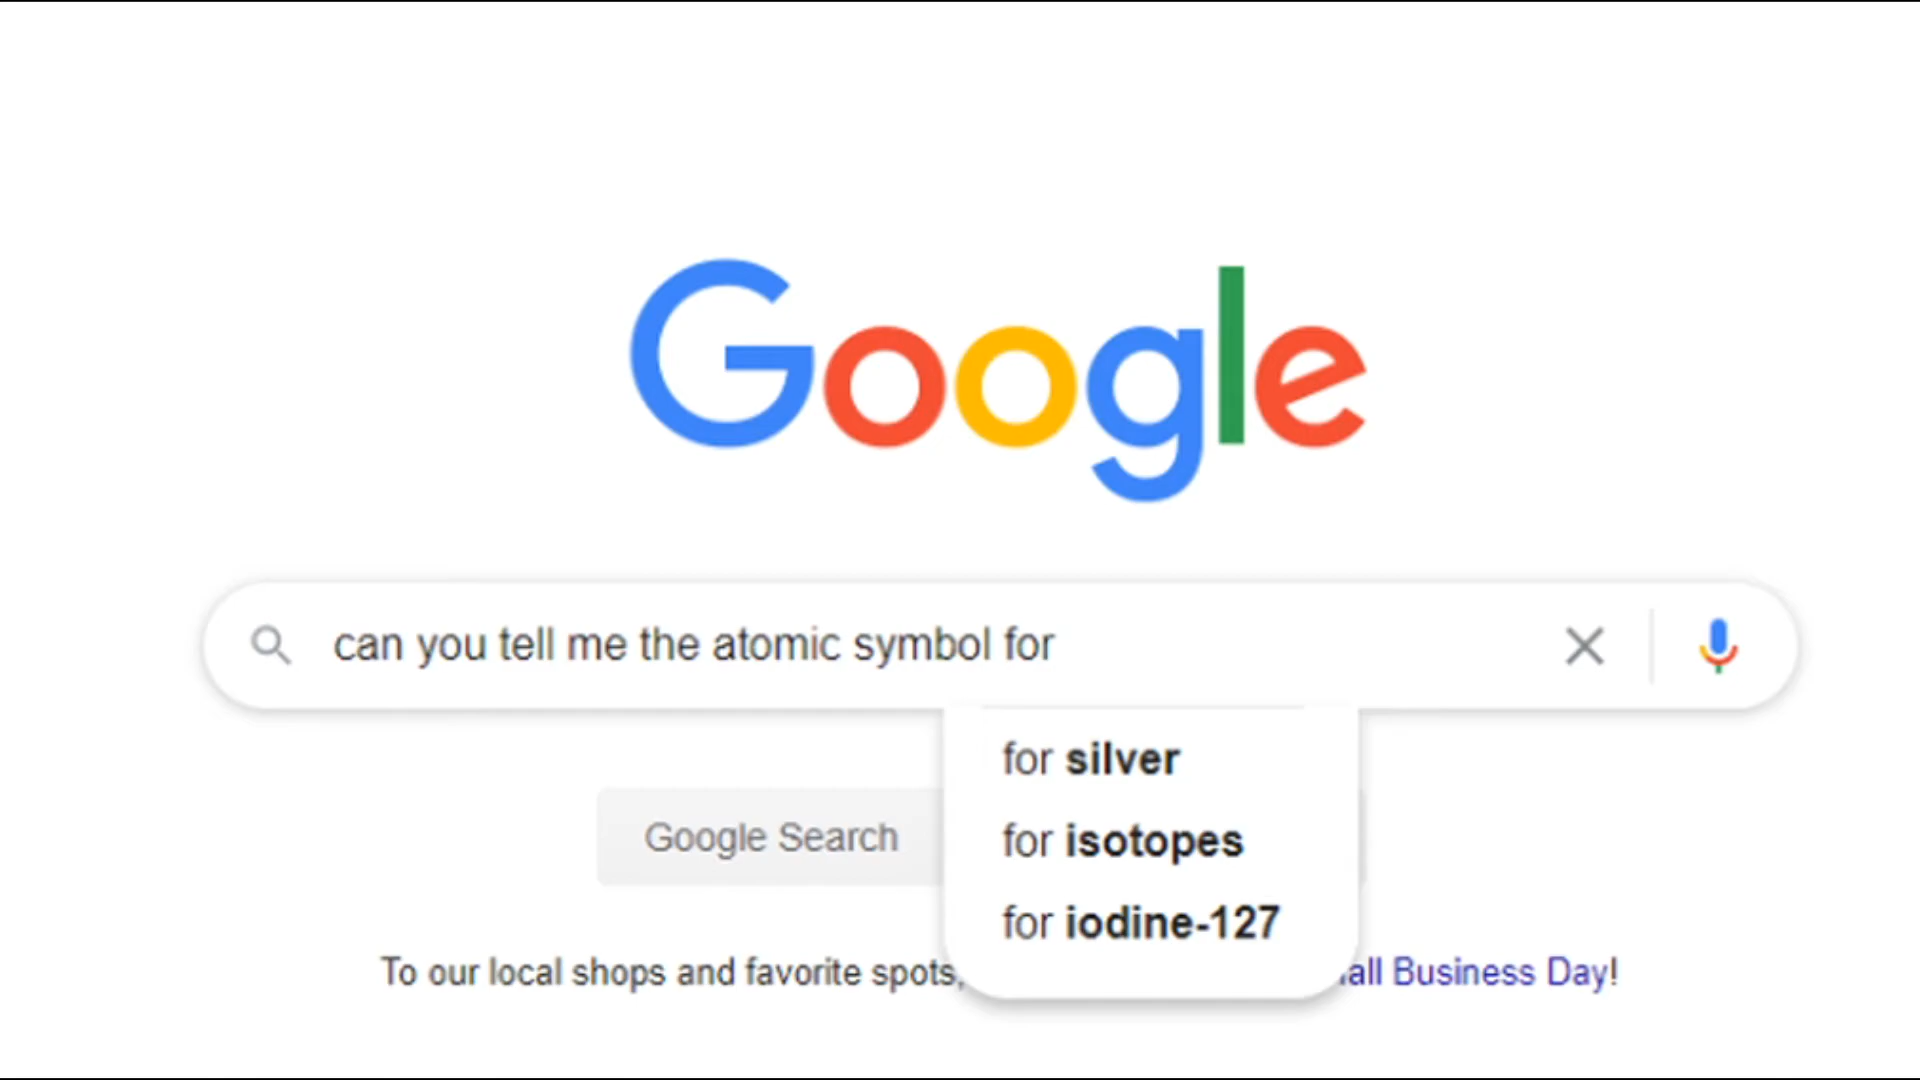 Google
can you tell me the atomic symbol for
for silver
for isotopes
Google Search
for iodine-127
To our local shops and favorite spots, all Business Day!